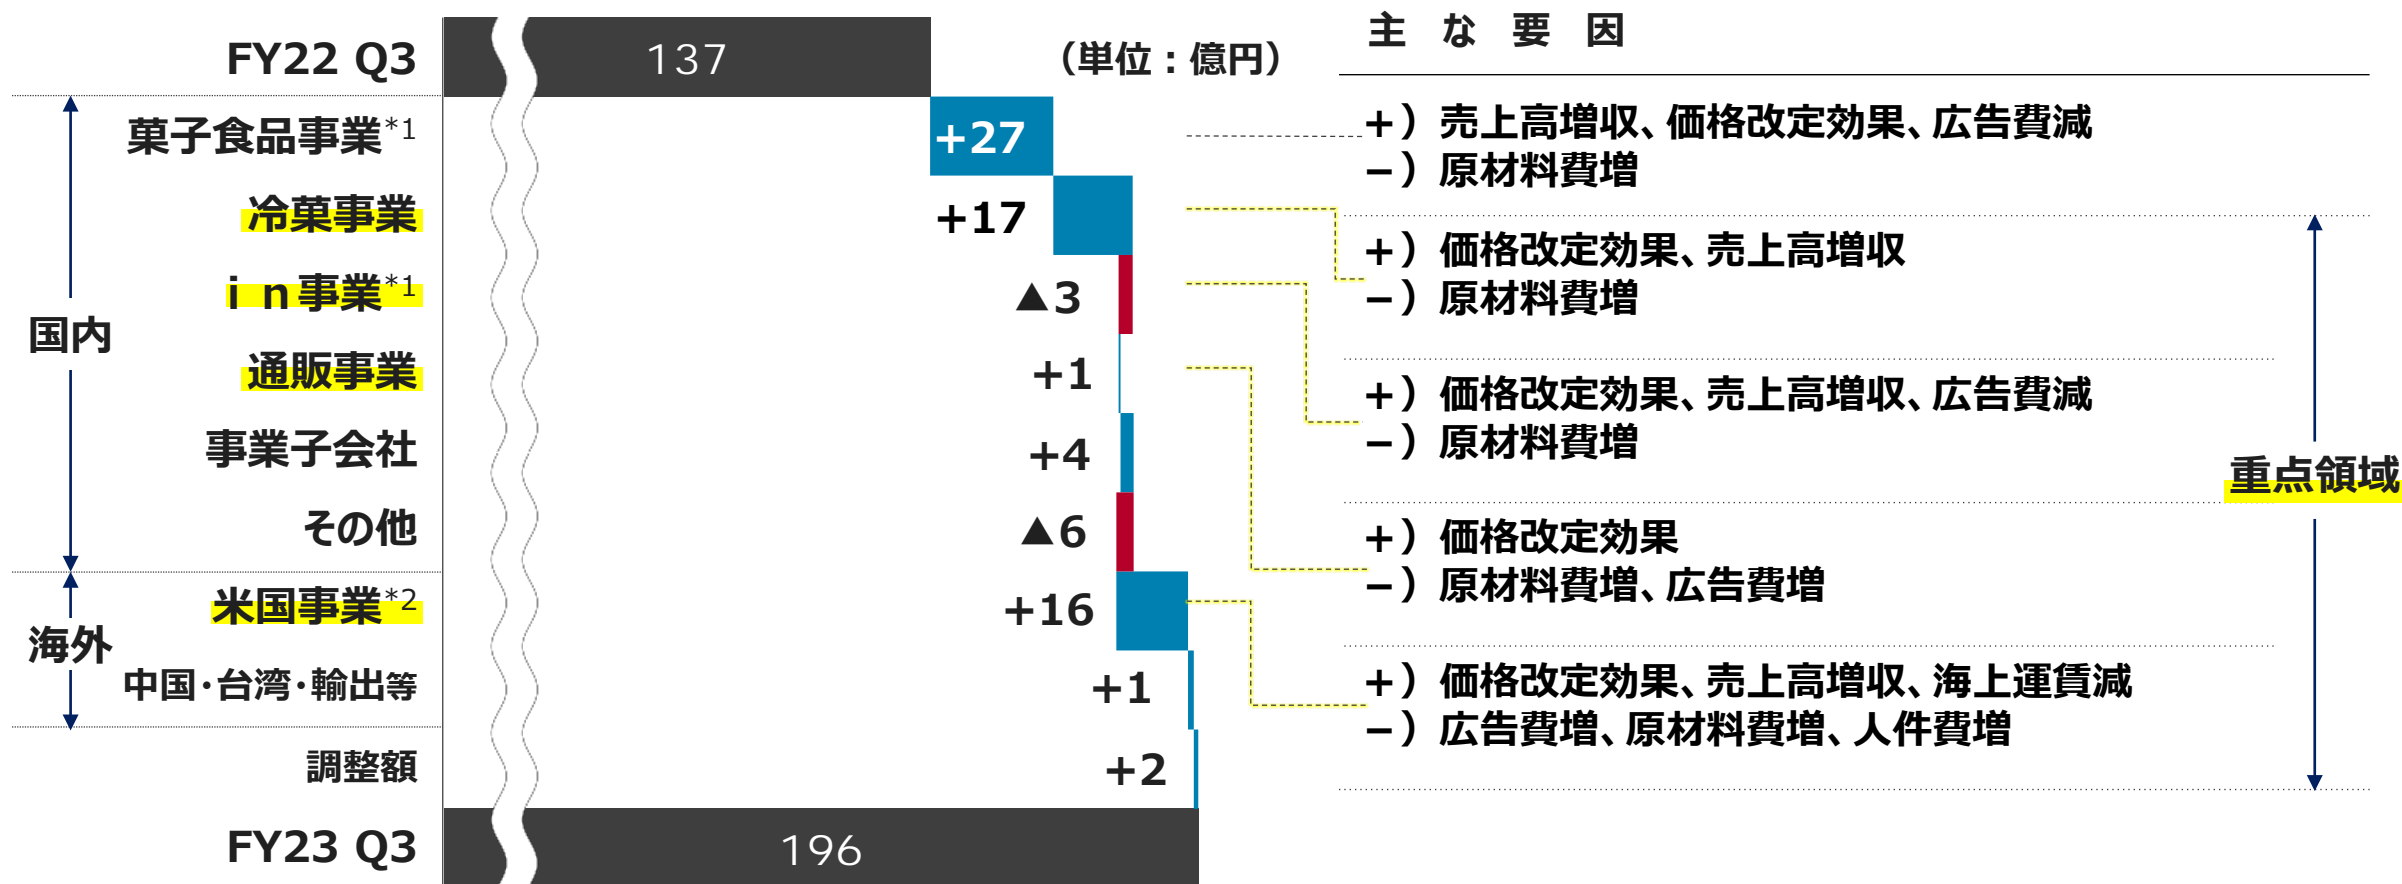 FY22 Q3
137
（単位：億円）
主な要因
菓子食品事業*1
+27
＋）売上高増収、価格改定効果、広告費減
－）原材料費増
冷菓事業
+17
＋）価格改定効果、売上高増収
－）原材料費増
ｉｎ事業*1
▲3
国内
通販事業
+1
＋）価格改定効果、売上高増収、広告費減
－）原材料費増
事業子会社
+4
重点領域
その他
▲6
＋）価格改定効果
－）原材料費増、広告費増
米国事業*2
+16
海外
中国・台湾・輸出等
+1
＋）価格改定効果、売上高増収、海上運賃減
－）広告費増、原材料費増、人件費増
調整額
+2
FY23 Q3
196